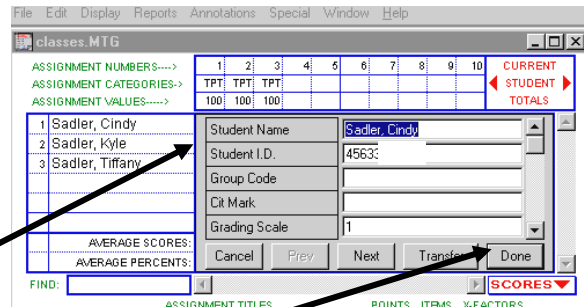 File Edit Display Reports Annotations Special Window Help
classes.MTG
ASSIGNMENT NUMBERS----> 1 2 3 4 5 6 7 8 9 10 CURRENT
ASSIGNMENT CATEGORIES-> TPT TPT TPT STUDENT
ASSIGNMENT VALUES-----> 100 100 100 TOTALS
1 Sadler, Cindy Student Name Sadler, Cindy
2 Sadler, Kyle Student I.D. 45633
3 Sadler, Tiffany Group Code
Cit Mark
Grading Scale 1
AVERAGE SCORES: Cancel Prev Next Transfer Done
AVERAGE PERCENTS:
FIND: SCORES
ASSIGNMENT TITLES POINTS ITEMS X-FACTORS